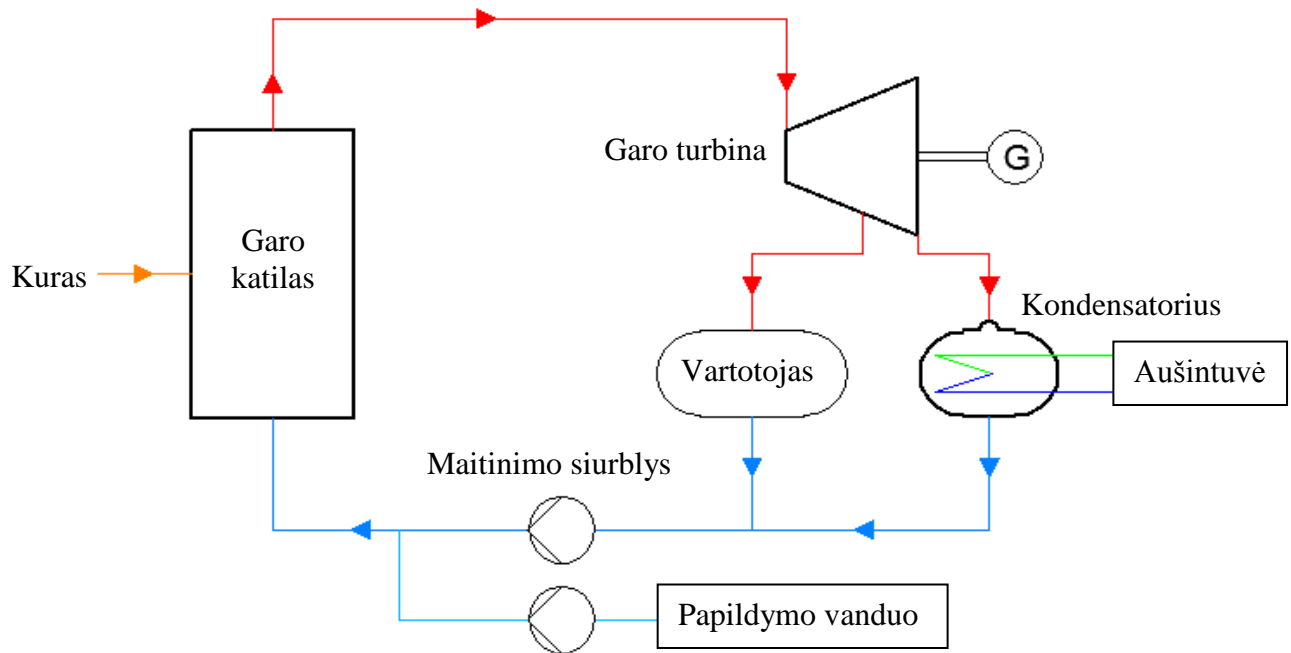 Garo turbina
G
Garo
katilas
Kuras
Kondensatorius
Vartotojas
Aušintuvė
Maitinimo siurblys
Papildymo vanduo